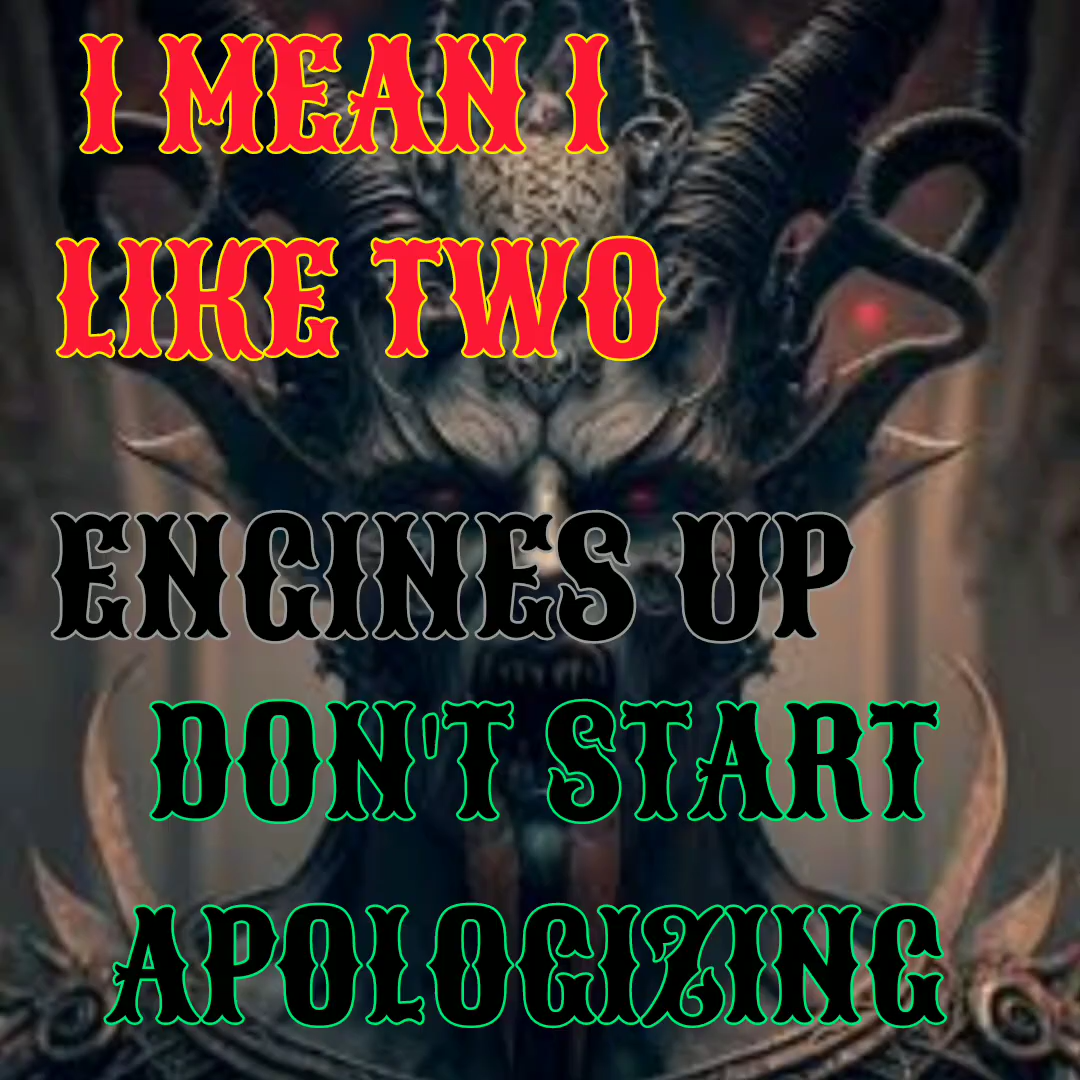 I MEAN I
LIKE TWO
ENGINES UP
DON'T START
APOLOGIZING